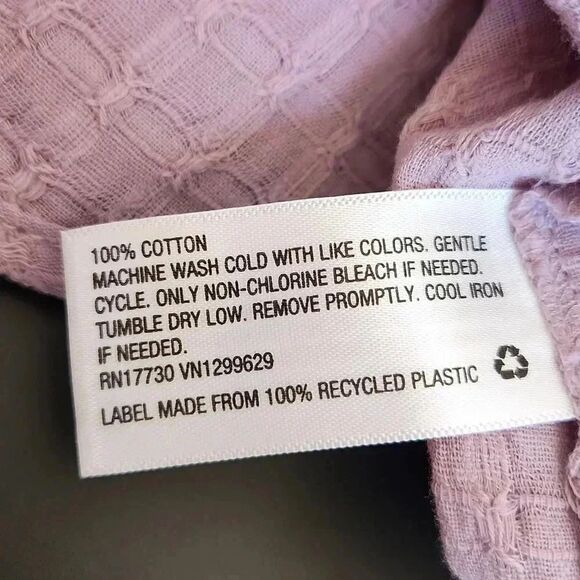 100% COTTON
MACHINE WASH COLD WITH LIKE COLORS. GENTLE
CYCLE. ONLY NON-CHLORINE BLEACH IF NEEDED.
TUMBLE DRY LOW. REMOVE PROMPTLY. COOL IRON
IF NEEDED.
RN17730 VN1299629
LABEL MADE FROM 100% RECYCLED PLASTIC